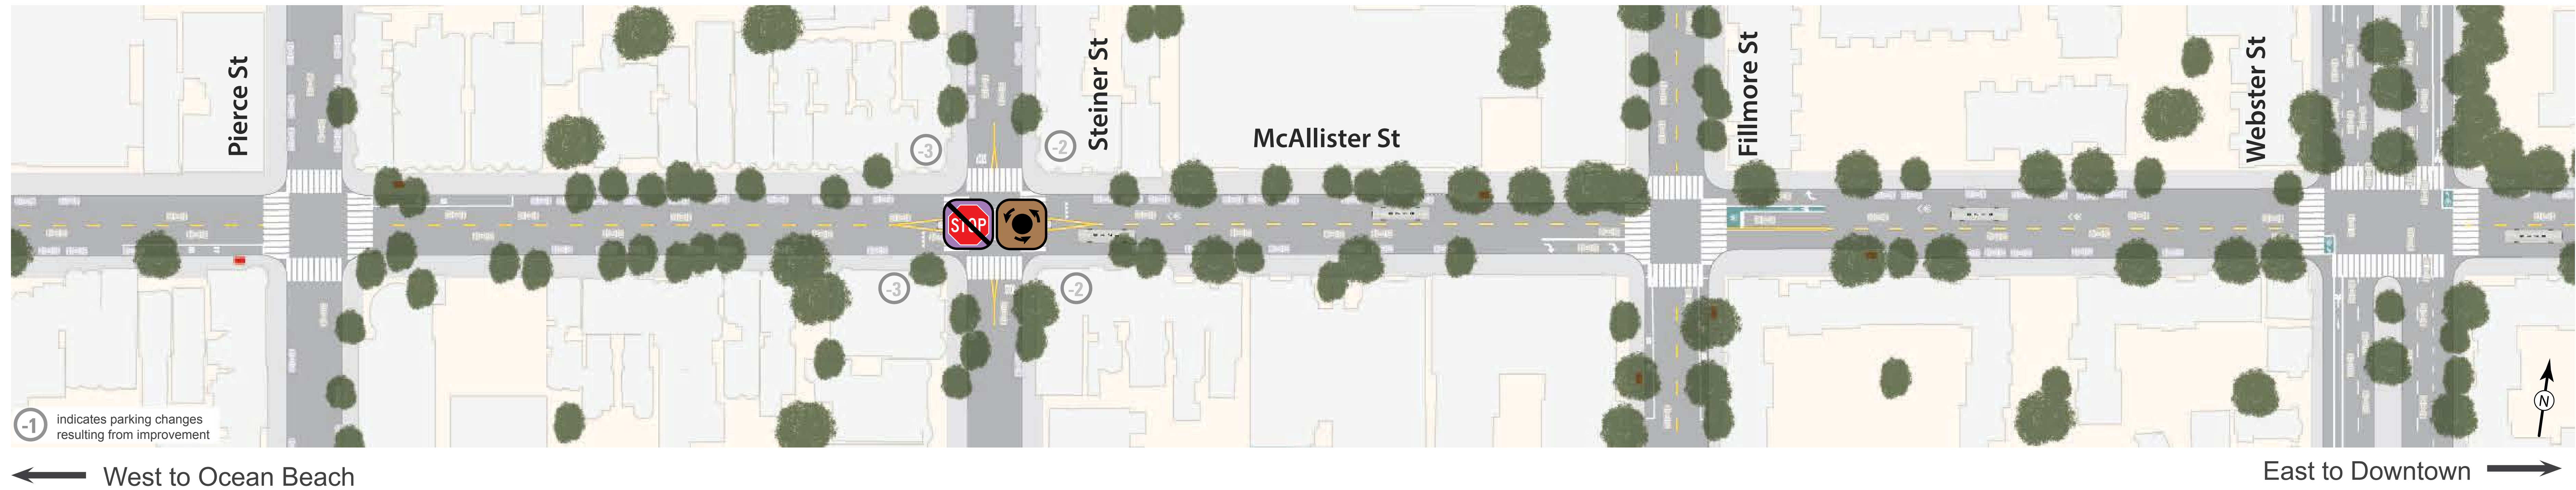 Pierce St
Steiner St
McAllister St
Fillmore St
Webster St
-3
-2
STOP
-3
-2
-1
indicates parking changes
resulting from improvement
N
West to Ocean Beach
East to Downtown